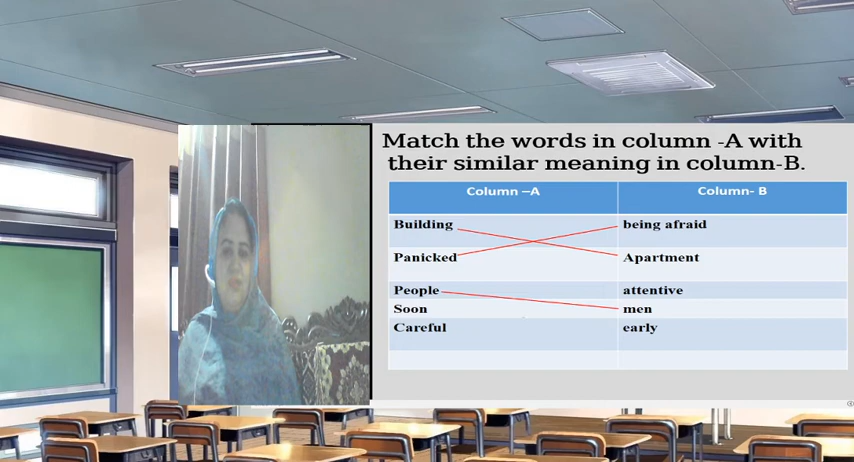 Match the words in column -A with
their similar meaning in column-B.
Column –A Column- B
Building being afraid
Panicked Apartment
People attentive
Soon men
Careful early